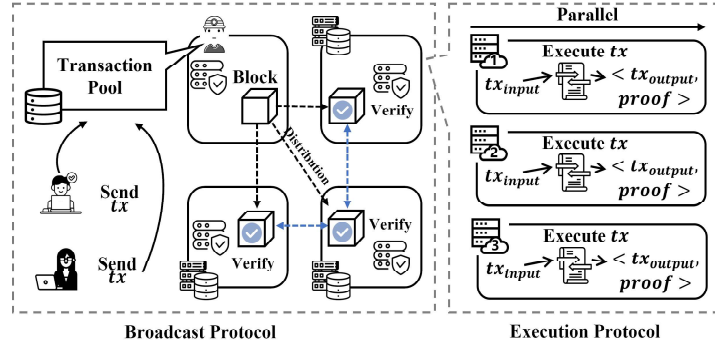 Transaction
Pool
Send
tx
Send
tx
Block
Distribution
Verify
Verify
Verify
Broadcast Protocol
Parallel
1
Execute tx
tx_input
< tx_output,
proof >
2
Execute tx
tx_input
< tx_output,
proof >
3
Execute tx
tx_input
< tx_output,
proof >
Execution Protocol